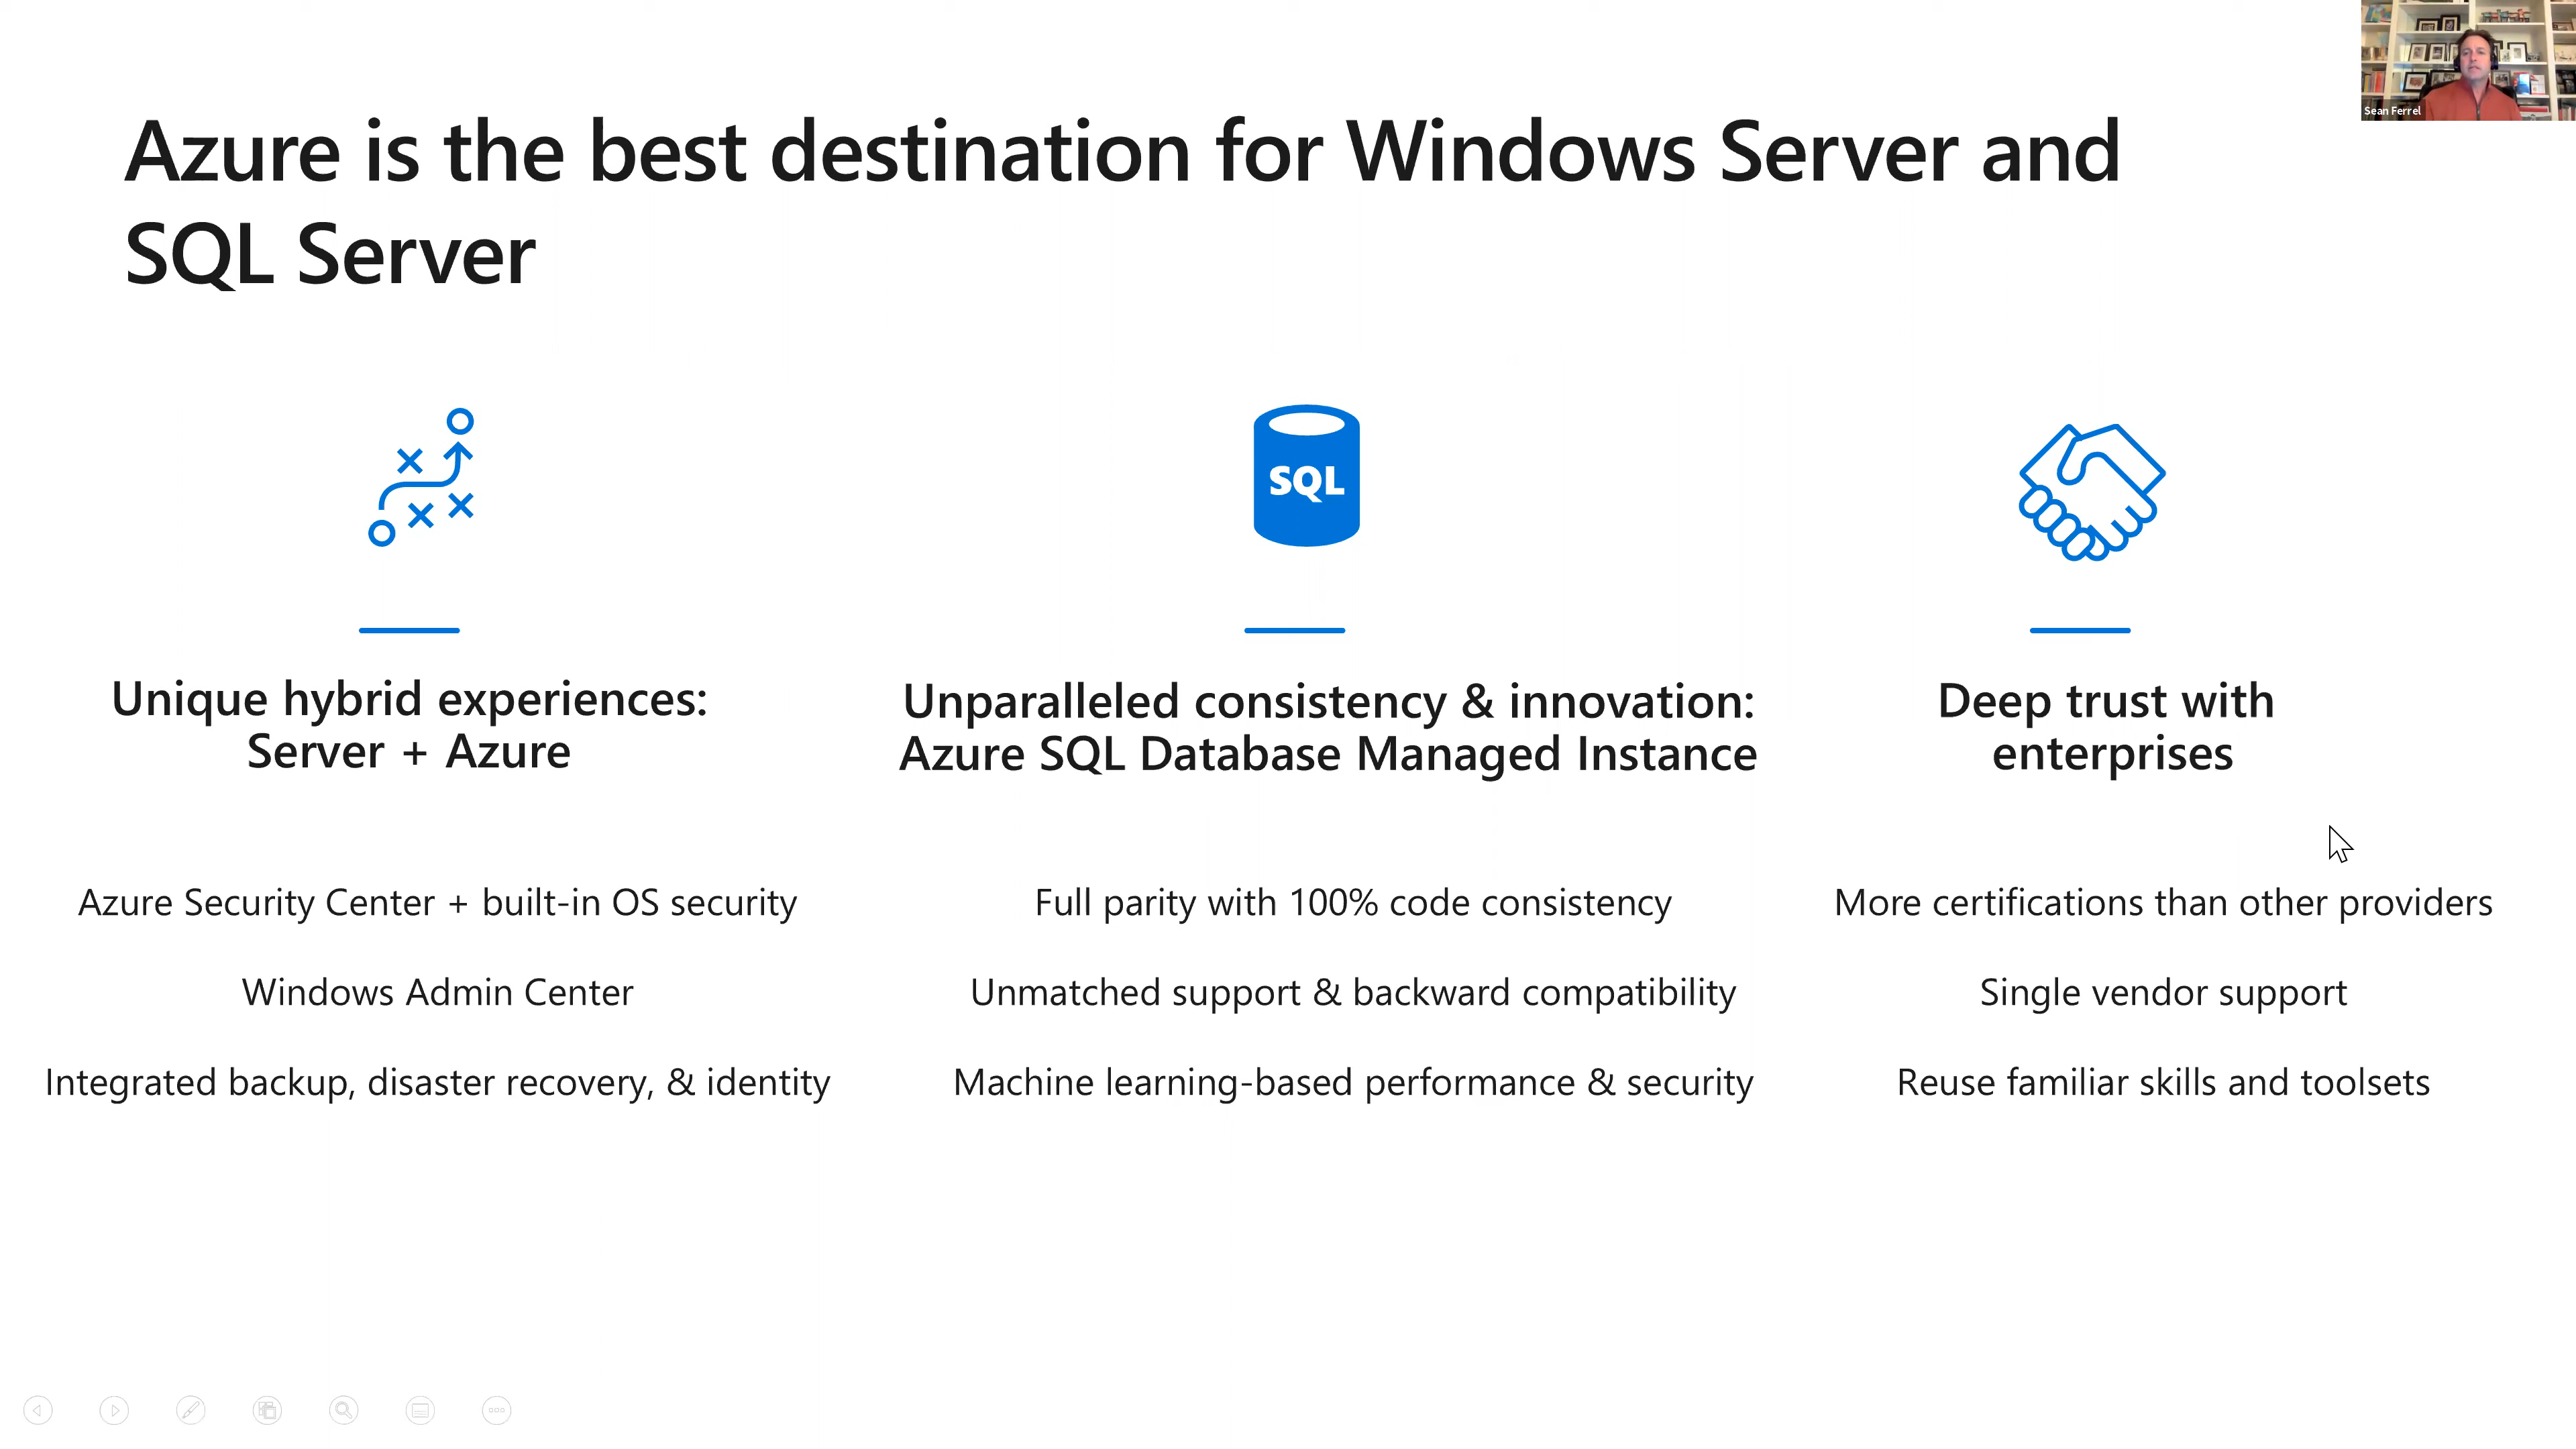 Sean Ferrel
Azure is the best destination for Windows Server and
SQL Server
SQL
Unique hybrid experiences:
Server + Azure
Azure Security Center + built-in OS security
Windows Admin Center
Integrated backup, disaster recovery, & identity
Unparalleled consistency & innovation:
Azure SQL Database Managed Instance
Full parity with 100% code consistency
Unmatched support & backward compatibility
Machine learning-based performance & security
Deep trust with
enterprises
More certifications than other providers
Single vendor support
Reuse familiar skills and toolsets